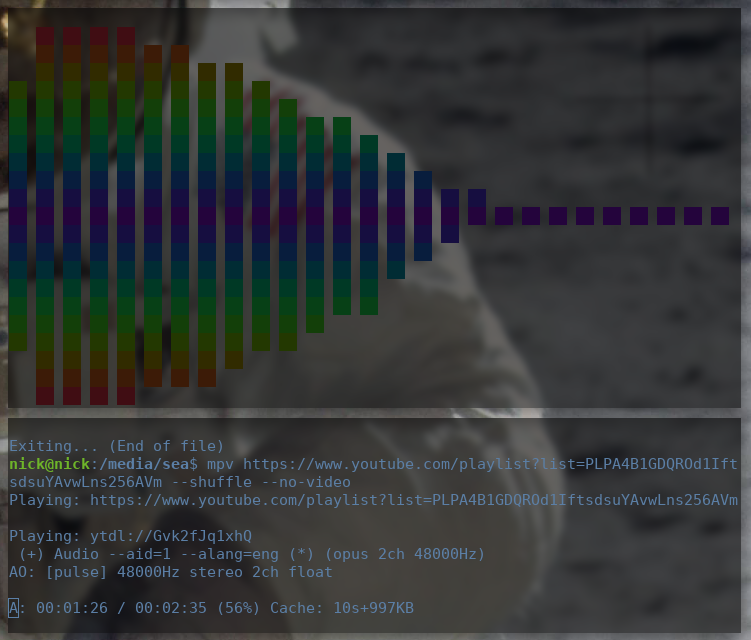 Exiting... (End of file)
nick@nick:/media/sea$ mpv https://www.youtube.com/playlist?list=PLPA4B1GDQROd1Ift
sdsuYAvwLns256AVm --shuffle --no-video
Playing: https://www.youtube.com/playlist?list=PLPA4B1GDQROd1IftsdsuYAvwLns256AVm
Playing: ytdl://Gvk2fJq1xhQ
(+) Audio --aid=1 --alang=eng (*) (opus 2ch 48000Hz)
AO: [pulse] 48000Hz stereo 2ch float
A: 00:01:26 / 00:02:35 (56%) Cache: 10s+997KB